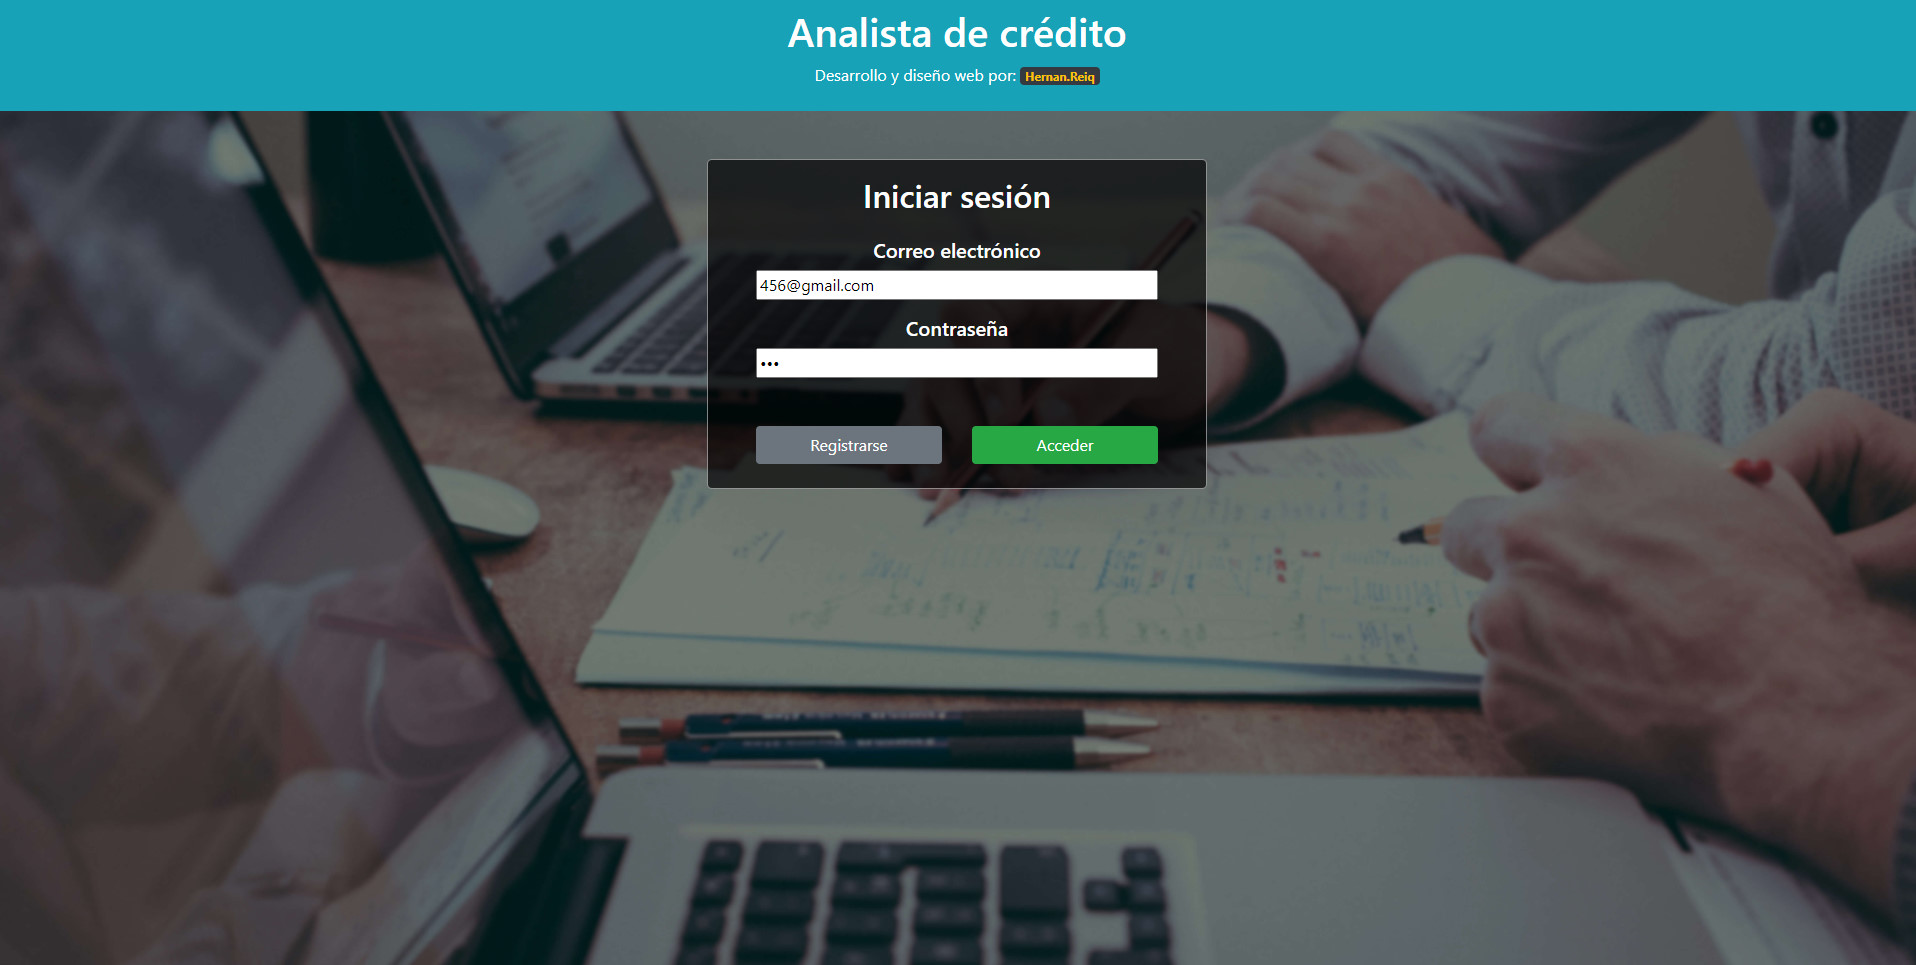 Analista de crédito
Desarrollo y diseño web por: Hernan.Reiq
Iniciar sesión
Correo electrónico
456@gmail.com
Contraseña
•••
Registrarse
Acceder